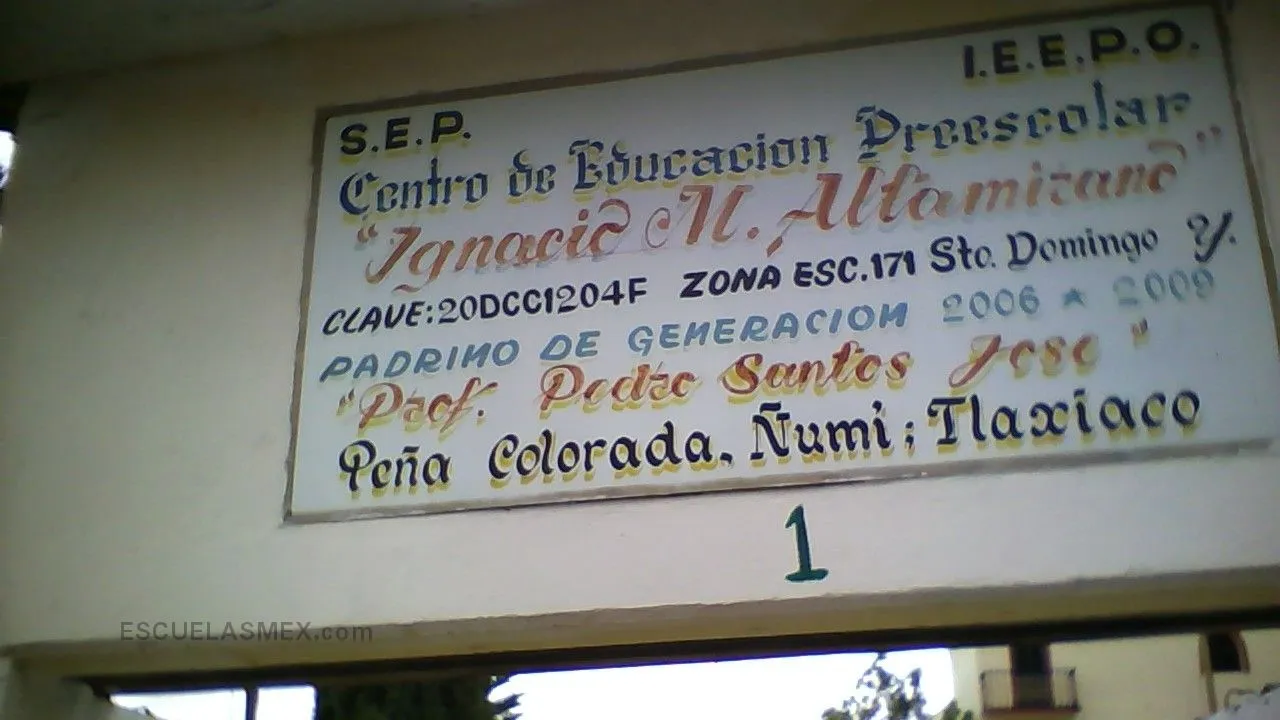 S.E.P. I.E.E.P.O.
Centro de Educacion Preescolar
"Ignacio M. Altamirano"
CLAVE:20DCC1204F ZONA ESC.171 Sto. Domingo Y.
PADRINO DE GENERACION 2006 * 2009
"Prof. Pedro Santos Jose"
Peña Colorada, Ñumi; Tlaxiaco
1
ESCUELASMEX.com